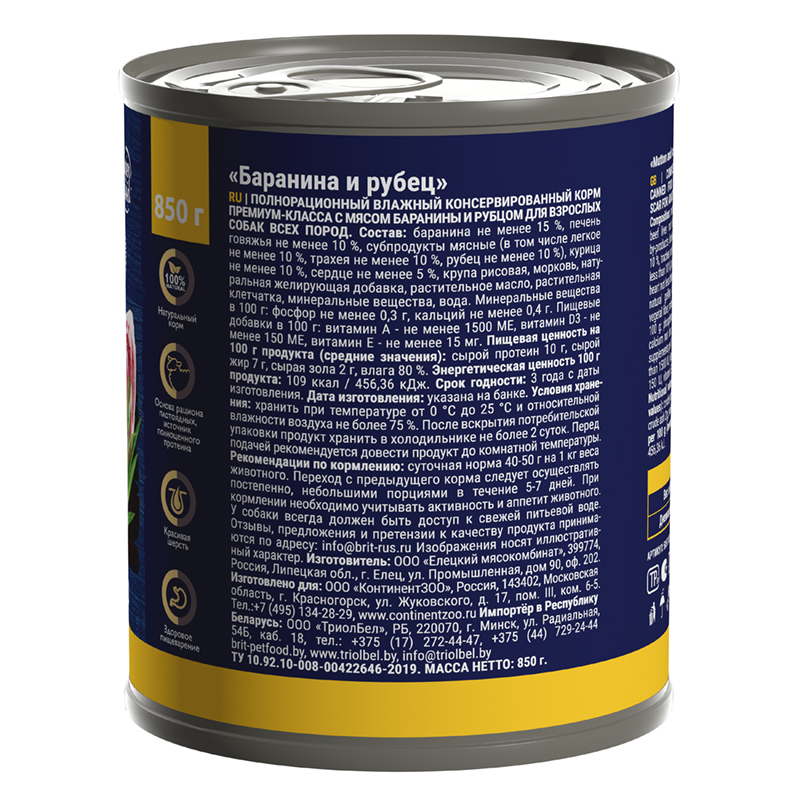 850 г
100%
NATURAL
Натуральный
корм
Основа рациона
плотоядных,
источник
полноценного
протеина
Красивая
шерсть
Здоровое
пищеварение
«Баранина и рубец»
RU | ПОЛНОРАЦИОННЫЙ ВЛАЖНЫЙ КОНСЕРВИРОВАННЫЙ КОРМ
ПРЕМИУМ-КЛАССА С МЯСОМ БАРАНИНЫ И РУБЦОМ ДЛЯ ВЗРОСЛЫХ
СОБАК ВСЕХ ПОРОД. Состав: баранина не менее 15 %, печень
говяжья не менее 10 %, субпродукты мясные (в том числе легкое
не менее 10 %, трахея не менее 10 %, рубец не менее 10%), курица
не менее 10 %, сердце не менее 5 %, крупа рисовая, морковь, нату-
ральная желирующая добавка, растительное масло, растительная
клетчатка, минеральные вещества, вода. Минеральные вещества
в 100 г: фосфор не менее 0,3 г, кальций не менее 0,4 г. Пищевые
добавки в 100 г: витамин А - не менее 1500 МЕ, витамин D3 - не
менее 150 МЕ, витамин Е - не менее 15 мг. Пищевая ценность на
100 г продукта (средние значения): сырой протеин 10 г, сырой
жир 7 г, сырая зола 2 г, влага 80 %. Энергетическая ценность 100 г
продукта: 109 ккал / 456,36 кДж. Срок годности: 3 года с даты
изготовления. Дата изготовления: указана на банке. Условия хране-
ния: хранить при температуре от 0 °C до 25 °C и относительной
влажности воздуха не более 75 %. После вскрытия потребительской
упаковки продукт хранить в холодильнике не более 2 суток. Перед
подачей рекомендуется довести продукт до комнатной температуры.
Рекомендации по кормлению: суточная норма 40-50 г на 1 кг веса
животного. Переход с предыдущего корма следует осуществлять
постепенно, небольшими порциями в течение 5-7 дней. При
кормлении необходимо учитывать активность и аппетит животного.
У собаки всегда должен быть доступ к свежей питьевой воде.
Отзывы, предложения и претензии к качеству продукта принима-
ются по адресу: info@brit-rus.ru Изображения носят иллюстратив-
ный характер. Изготовитель: ООО «Елецкий мясокомбинат», 399774,
Россия, Липецкая обл., г. Елец, ул. Промышленная, дом 90, оф. 202.
Изготовлено для: ООО «КонтинентЗОО», Россия, 143402, Московская
область, г. Красногорск, ул. Жуковского, д. 17, пом. III, ком. 6-5.
Тел.:+7 (495) 134-28-29, www.continentzoo.ru Импортёр в Республику
Беларусь: ООО «ТриолБел», РБ, 220070, г. Минск, ул. Радиальная,
54Б, каб. 18, тел.: +375 (17) 272-44-47, +375 (44) 729-24-44
brit-petfood.by, www.triolbel.by, info@triolbel.by
ТУ 10.92.10-008-00422646-2019. МАССА НЕТТО: 850 г.
«Mutton and
GB
CANNED
SCAR FOR